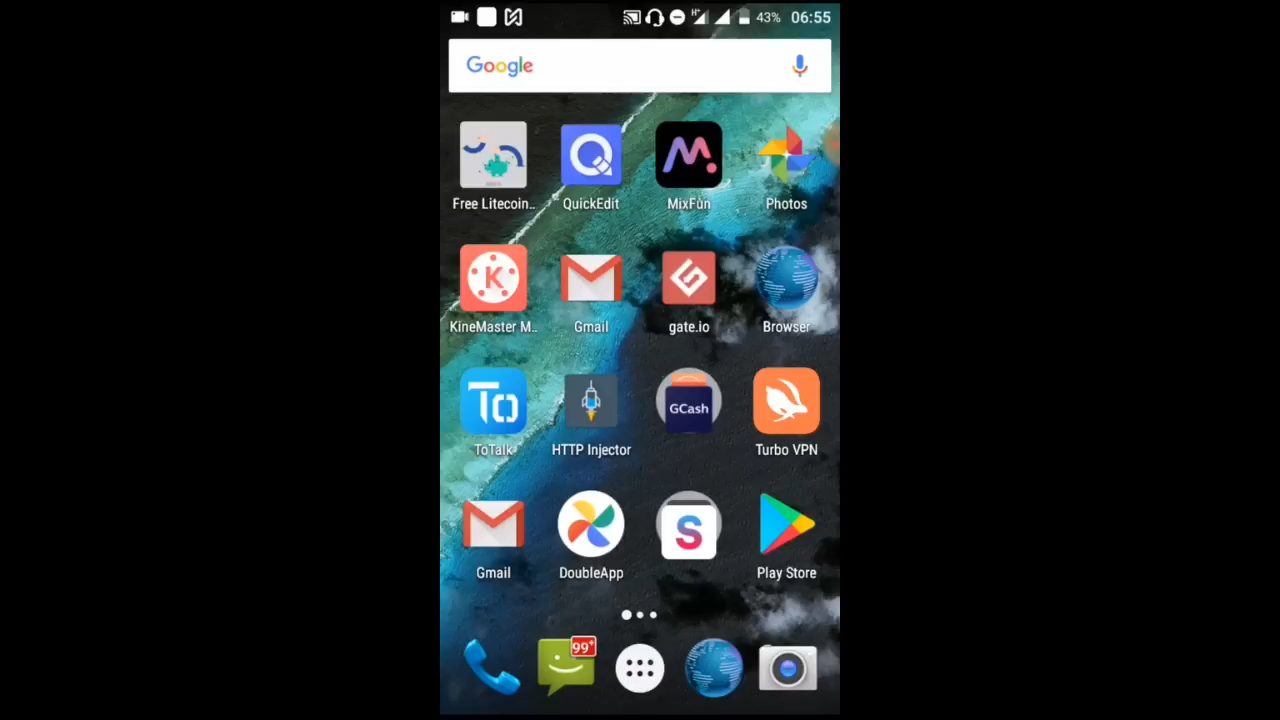 H+ 43% 06:55
Google
Free Litecoin..
QuickEdit
MixFun
Photos
KineMaster M..
Gmail
gate.io
Browser
To
ToTalk
HTTP Injector
GCash
Turbo VPN
S
Gmail
DoubleApp
Play Store
99+